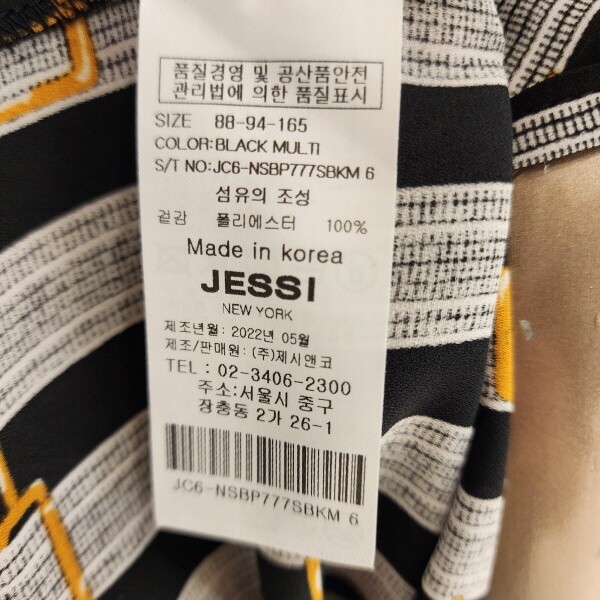 품질경영 및 공산품안전
관리법에 의한 품질표시
SIZE 88-94-165
COLOR:BLACK MULTI
S/T NO:JC6-NSBP777SBKM 6
섬유의 조성
겉감 폴리에스터 100%
Made in korea
JESSI
NEW YORK
제조년월: 2022년 05월
제조/판매원: (주)제시앤코
TEL : 02-3406-2300
주소:서울시 중구
장충동 2가 26-1
JC6-NSBP777SBKM 6